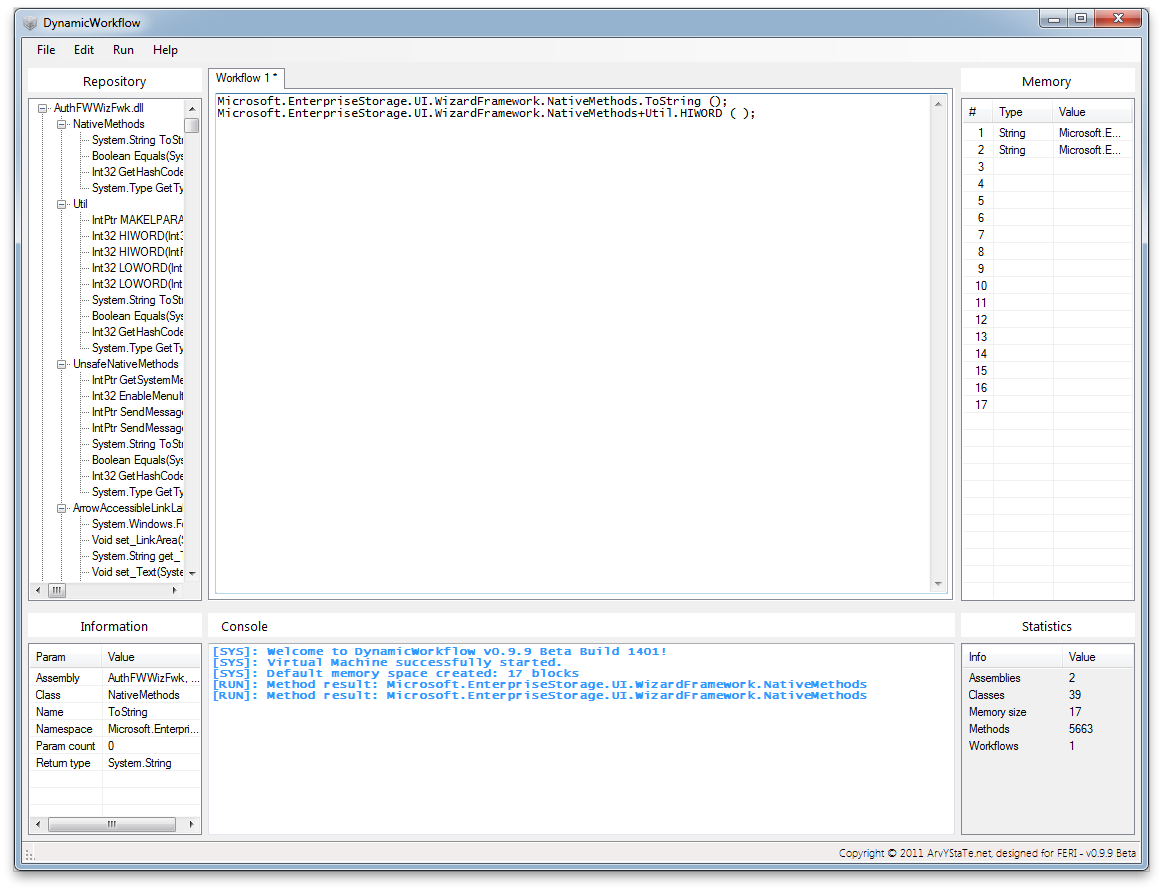 DynamicWorkflow
File Edit Run Help
Repository
AuthFWWizFwk.dll
NativeMethods
System.String ToStri
Boolean Equals(Sys
Int32 GetHashCode
System.Type GetTy
Util
IntPtr MAKELPARA
Int32 HIWORD(Int3
Int32 HIWORD(IntP
Int32 LOWORD(Int
Int32 LOWORD(Int
System.String ToStri
Boolean Equals(Sys
Int32 GetHashCode
System.Type GetTy
UnsafeNativeMethods
IntPtr GetSystemMe
Int32 EnableMenuIt
IntPtr SendMessag
IntPtr SendMessag
System.String ToStri
Boolean Equals(Sys
Int32 GetHashCode
System.Type GetTy
ArrowAccessibleLinkLa
System.Windows.Fo
Void set_LinkArea(S
System.String get_T
Void set_Text(Syste
Workflow 1 *
Microsoft.EnterpriseStorage.UI.WizardFramework.NativeMethods.ToString ();
Microsoft.EnterpriseStorage.UI.WizardFramework.NativeMethods+Util.HIWORD ( );
Memory
# Type Value
1 String Microsoft.E...
2 String Microsoft.E...
3
4
5
6
7
8
9
10
11
12
13
14
15
16
17
Information
Param Value
Assembly AuthFWWizFwk, ...
Class NativeMethods
Name ToString
Namespace Microsoft.Enterpri...
Param count 0
Return type System.String
Console
[SYS]: Welcome to DynamicWorkflow v0.9.9 Beta Build 1401!
[SYS]: Virtual Machine successfully started.
[SYS]: Default memory space created: 17 blocks
[RUN]: Method result: Microsoft.EnterpriseStorage.UI.WizardFramework.NativeMethods
[RUN]: Method result: Microsoft.EnterpriseStorage.UI.WizardFramework.NativeMethods
Statistics
Info Value
Assemblies 2
Classes 39
Memory size 17
Methods 5663
Workflows 1
Copyright © 2011 ArvYStaTe.net, designed for FERI - v0.9.9 Beta